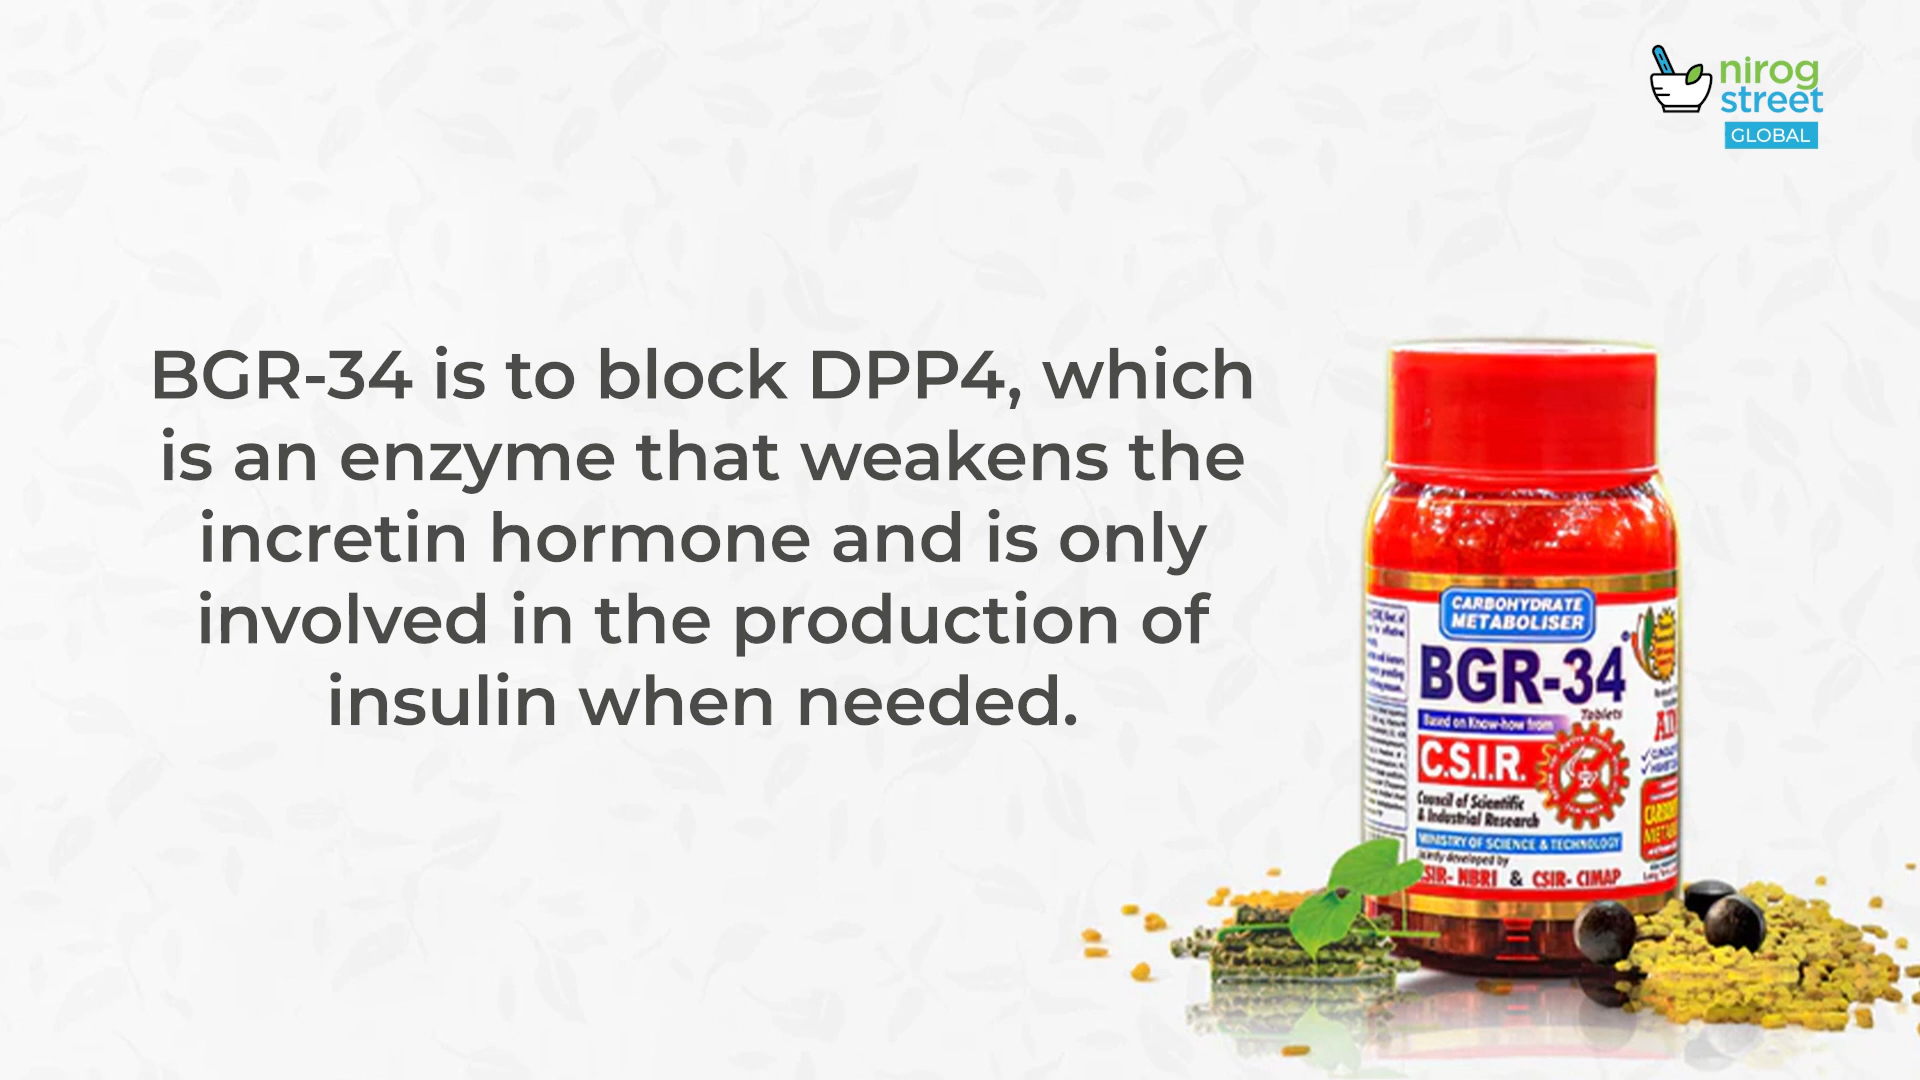 nirog
street
GLOBAL
BGR-34 is to block DPP4, which
is an enzyme that weakens the
incretin hormone and is only
involved in the production of
insulin when needed.
CARBOHYDRATE
METABOLISER
BGR-34
Tablets
Based on Know-how from
C.S.I.R.
Council of Scientific
& Industrial Research
MINISTRY OF SCIENCE & TECHNOLOGY
developed by
NBRI & CSIR- CIMAP